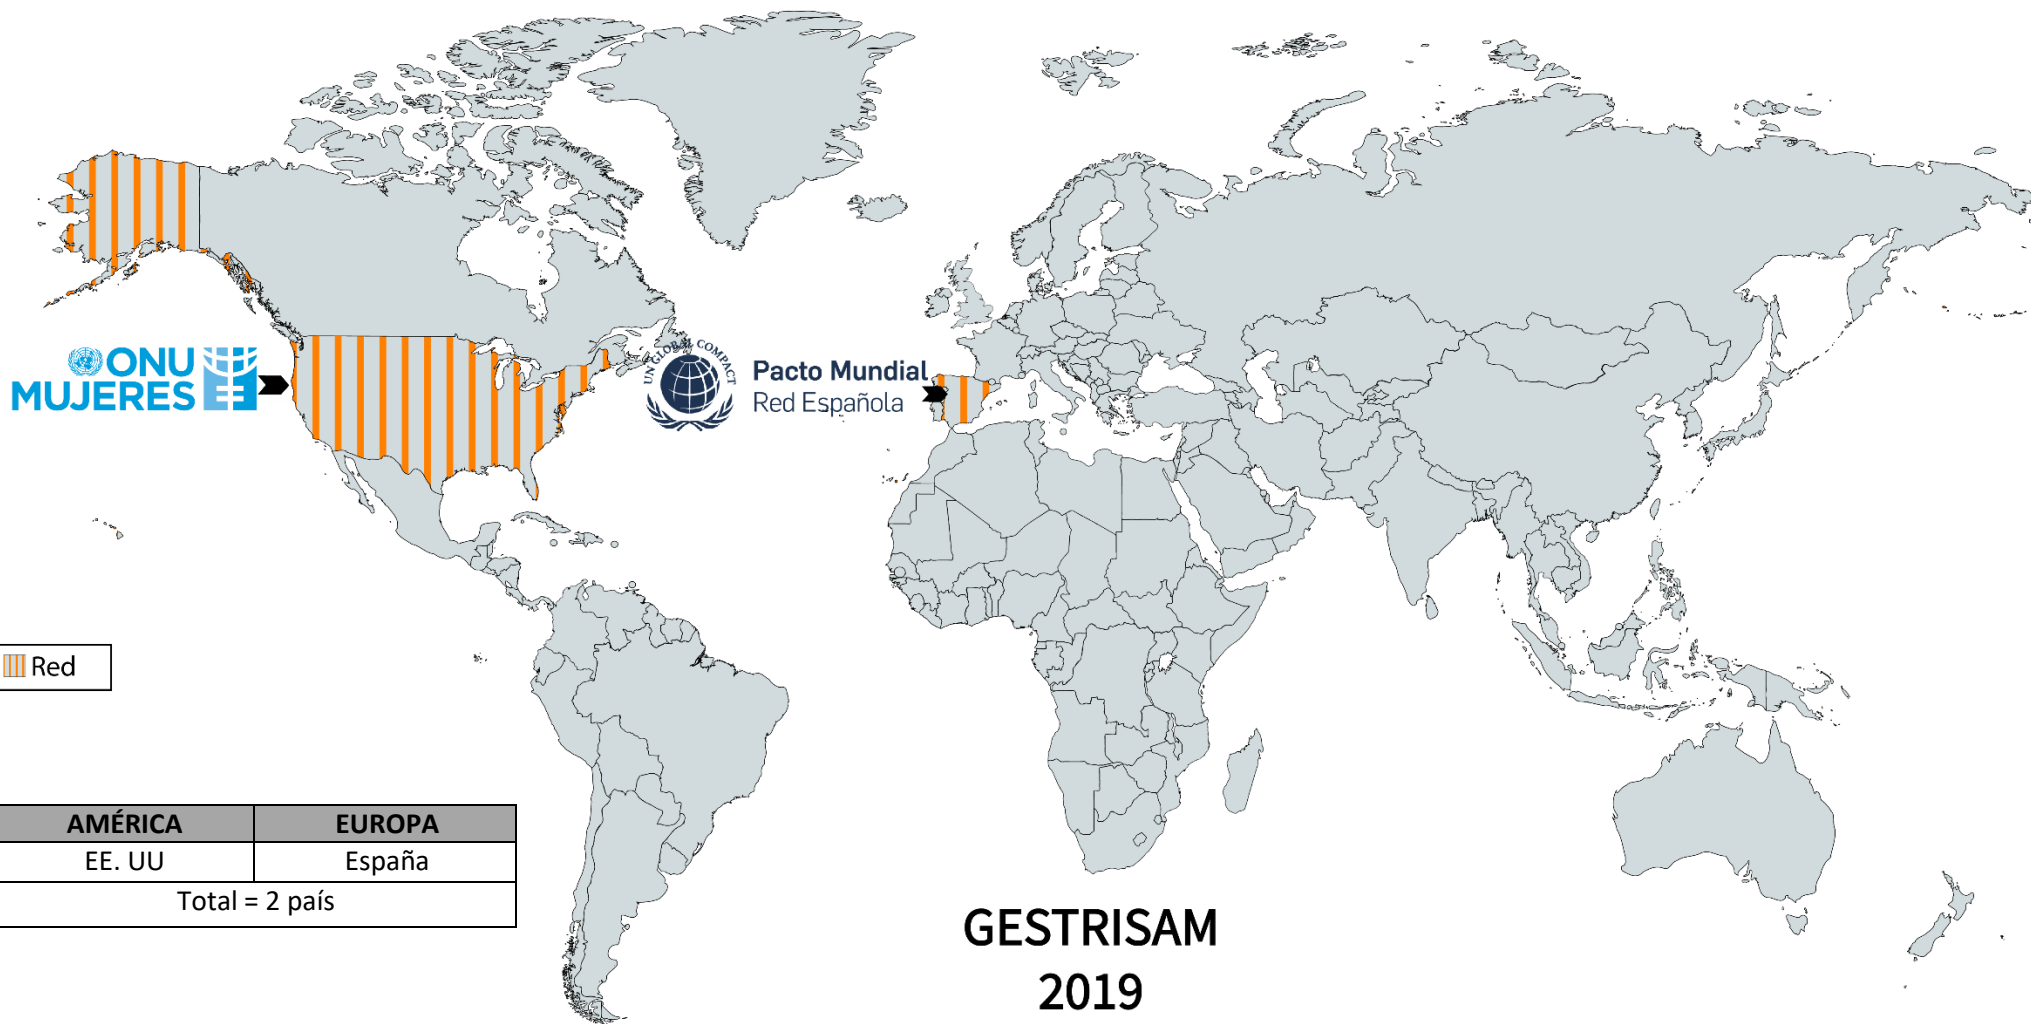 ONU
MUJERES
UN GLOBAL COMPACT
Pacto Mundial
Red Española
Red
AMÉRICA EUROPA
EE. UU España
Total = 2 país
GESTRISAM
2019